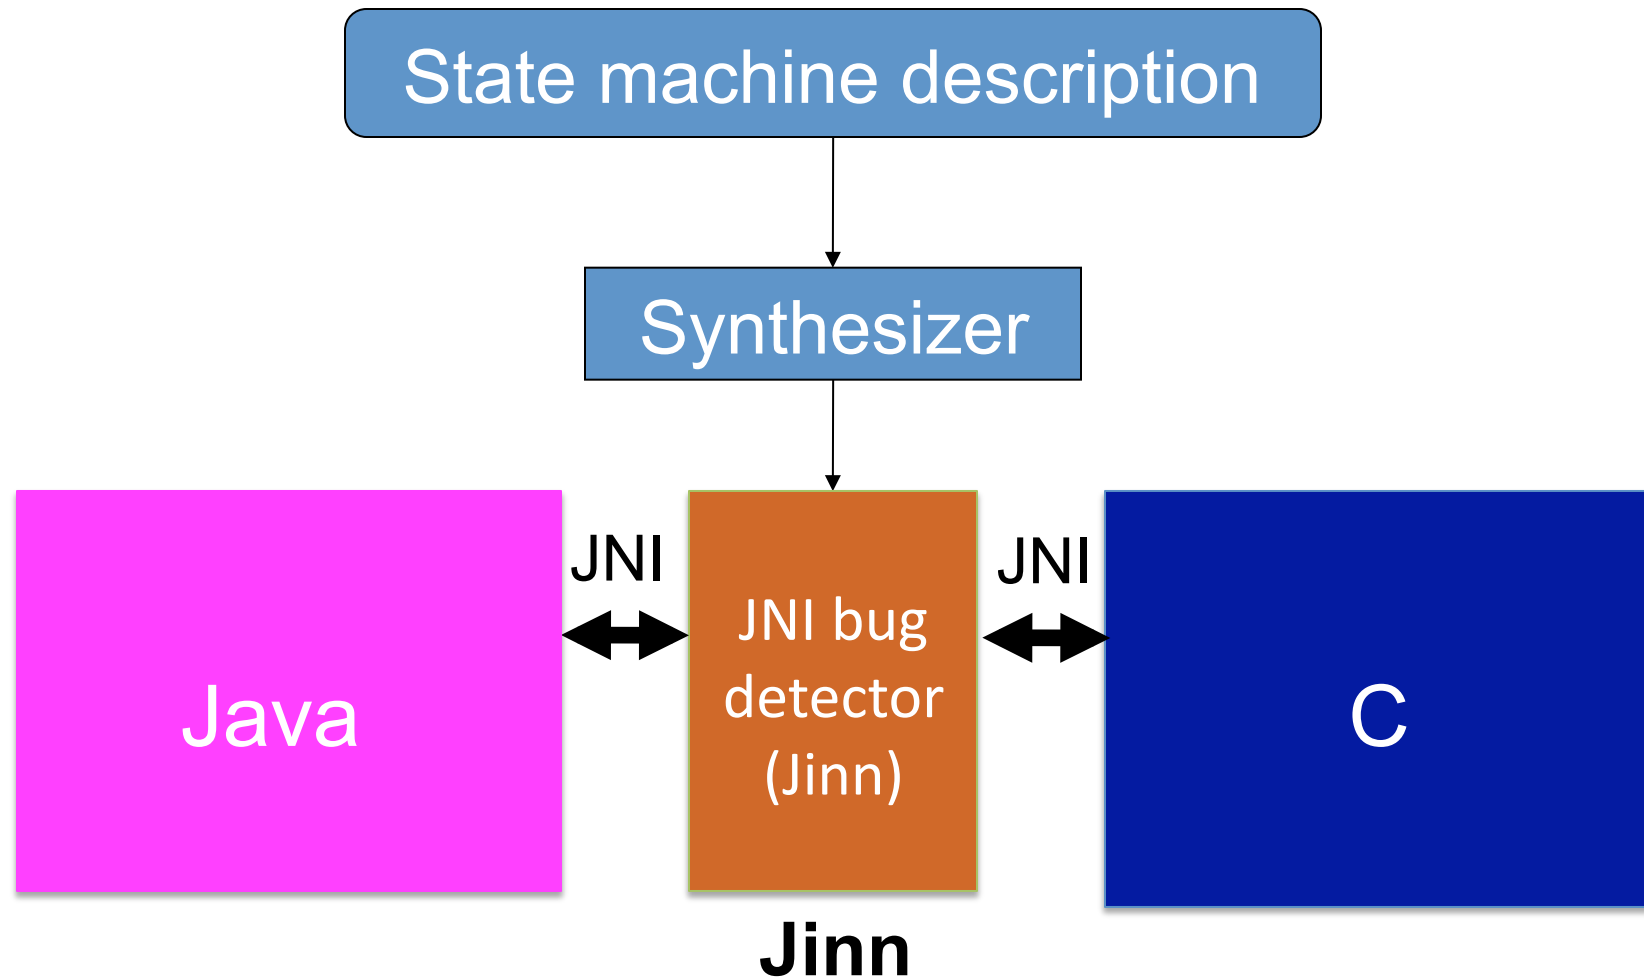 State machine description
Synthesizer
Java
JNI
JNI bug
detector
(Jinn)
JNI
C
Jinn